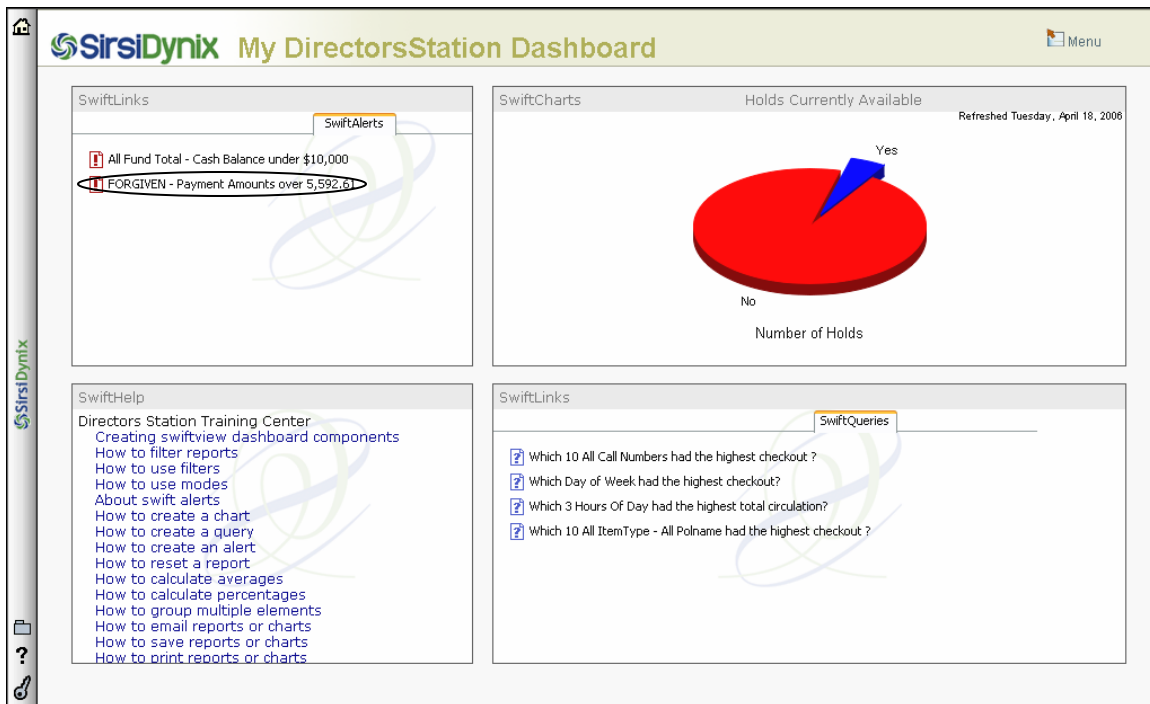 SirsiDynix My DirectorsStation Dashboard
Menu
SwiftLinks
SwiftAlerts
All Fund Total - Cash Balance under $10,000
FORGIVEN - Payment Amounts over 5,592.61
SwiftCharts
Holds Currently Available
Refreshed Tuesday, April 18, 2006
Yes
No
Number of Holds
SirsiDynix
SwiftHelp
Directors Station Training Center
Creating swiftview dashboard components
How to filter reports
How to use filters
How to use modes
About swift alerts
How to create a chart
How to create a query
How to create an alert
How to reset a report
How to calculate averages
How to calculate percentages
How to group multiple elements
How to email reports or charts
How to save reports or charts
How to print reports or charts
SwiftLinks
SwiftQueries
Which 10 All Call Numbers had the highest checkout ?
Which Day of Week had the highest checkout?
Which 3 Hours Of Day had the highest total circulation?
Which 10 All ItemType - All Polname had the highest checkout ?
?